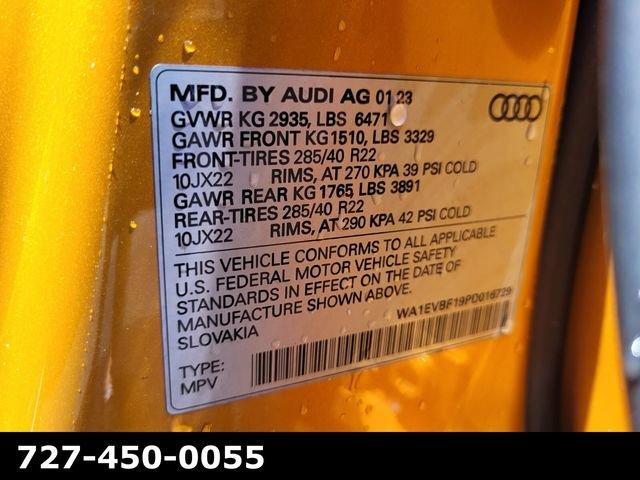 MFD. BY AUDI AG 01 23
GVWR KG 2935, LBS 6471
GAWR FRONT KG 1510, LBS 3329
FRONT-TIRES 285/40 R22
10JX22 RIMS, AT 270 KPA 39 PSI COLD
GAWR REAR KG 1765, LBS 3891
REAR-TIRES 285/40 R22
10JX22 RIMS, AT 290 KPA 42 PSI COLD
THIS VEHICLE CONFORMS TO ALL APPLICABLE
U.S. FEDERAL MOTOR VEHICLE SAFETY
STANDARDS IN EFFECT ON THE DATE OF
MANUFACTURE SHOWN ABOVE.
SLOVAKIA
WA1EVBF19PD016729
TYPE:
MPV
727-450-0055